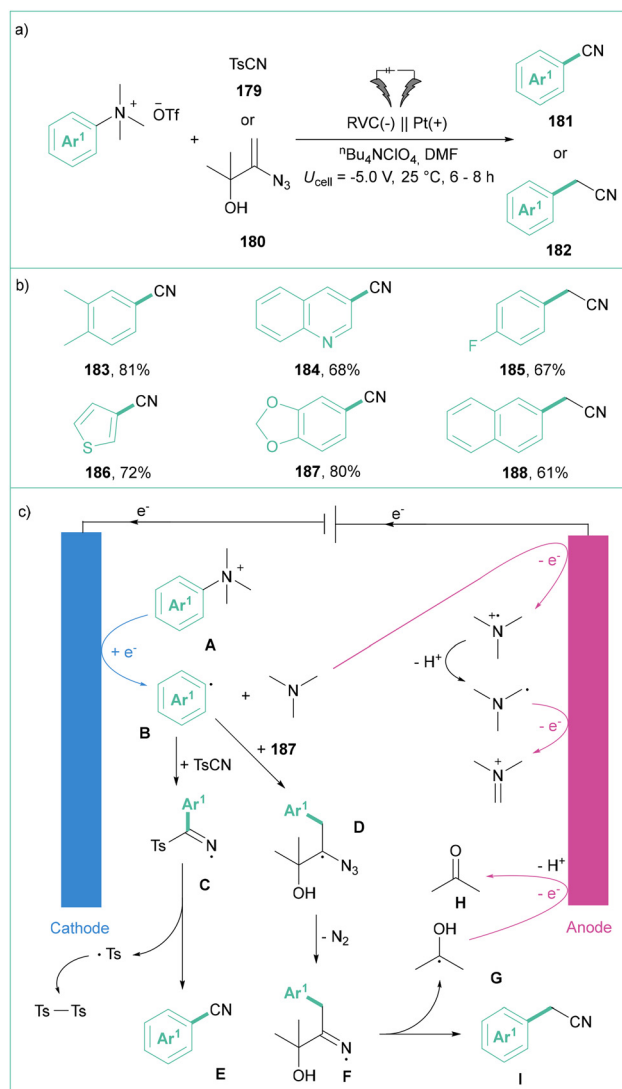 a)
TsCN
179
or
Ar1
N
+
–OTf
+
OH
N3
180
RVC(-) || Pt(+)
nBu4NClO4, DMF
Ucell = -5.0 V, 25 °C, 6 - 8 h
Ar1
CN
181
or
Ar1
CN
182
b)
CN
183, 81%
N
CN
184, 68%
F
CN
185, 67%
S
CN
186, 72%
O
O
CN
187, 80%
CN
188, 61%
c)
e-
e-
Ar1
N
+
A
- e-
+ e-
+•
N
- H+
Ar1
•
B
+
N
N
•
- e-
+ TsCN
+ 187
+
N
Ar1
Ts
N
•
C
Ar1
D
•
N3
OH
O
H
- H+
- e-
Cathode
Anode
• Ts
- N2
OH
•
G
Ts—Ts
Ar1
CN
E
Ar1
OH
N
•
F
Ar1
CN
I